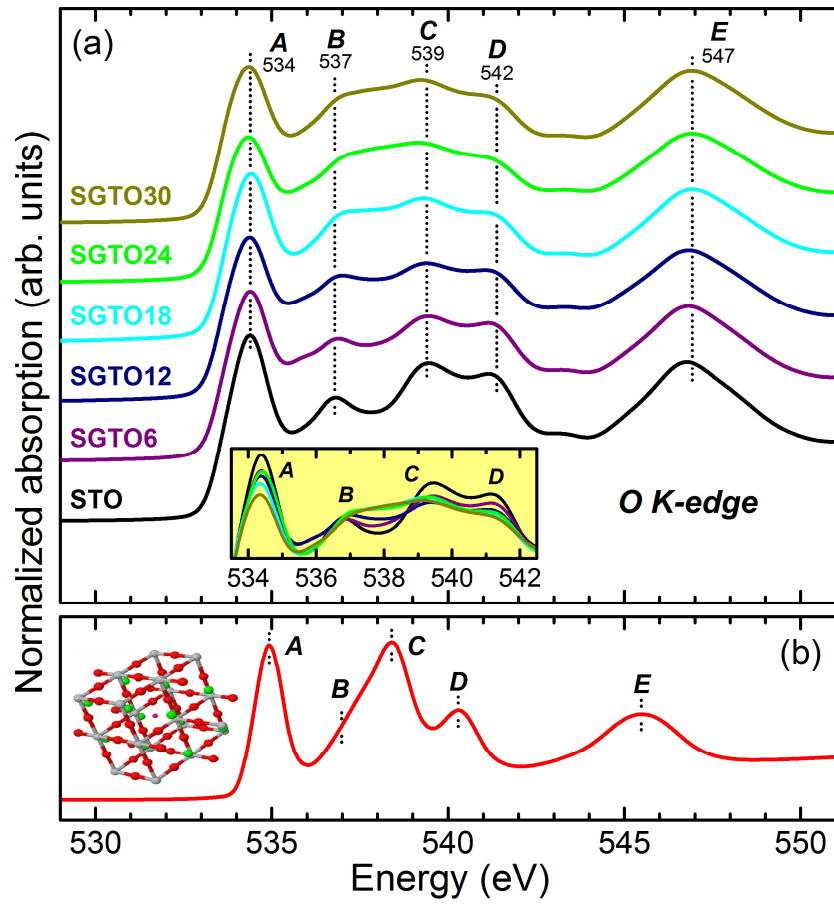 (a)
A
534
B
537
C
539
D
542
E
547
SGTO30
SGTO24
SGTO18
SGTO12
SGTO6
STO
Normalized absorption (arb. units)
A
B
C
D
534 536 538 540 542
O K-edge
(b)
A
B
C
D
E
530 535 540 545 550
Energy (eV)